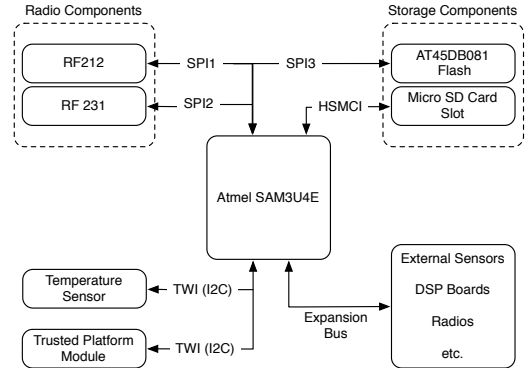 Radio Components
Storage Components
RF212
SPI1
SPI3
AT45DB081
Flash
RF 231
SPI2
HSMCI
Micro SD Card
Slot
Atmel SAM3U4E
Temperature
Sensor
TWI (I2C)
Trusted Platform
Module
TWI (I2C)
Expansion
Bus
External Sensors
DSP Boards
Radios
etc.